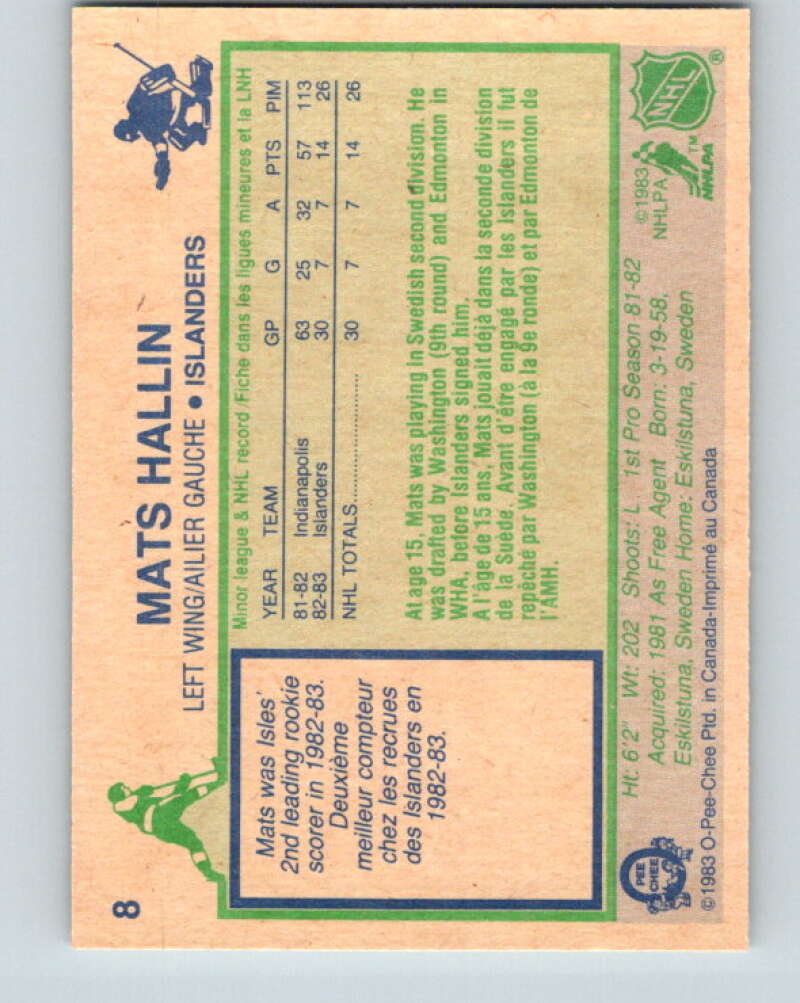 8
MATS HALLIN
LEFT WING/AILIER GAUCHE • ISLANDERS
Mats was Isles'
2nd leading rookie
scorer in 1982-83.
Deuxième
meilleur compteur
chez les recrues
des Islanders en
1982-83.
Minor league & NHL record/Fiche dans les ligues mineures et la LNH
YEAR TEAM GP G A PTS PIM
81-82 Indianapolis 63 25 32 57 113
82-83 Islanders 30 7 7 14 26
NHL TOTALS.................... 30 7 7 14 26
At age 15, Mats was playing in Swedish second division. He
was drafted by Washington (9th round) and Edmonton in
WHA, before Islanders signed him.
A l'âge de 15 ans, Mats jouait déjà dans la seconde division
de la Suède. Avant d'être engagé par les Islanders il fut
repêché par Washington (à la 9e ronde) et par Edmonton de
l'AMH.
Ht: 6'2" Wt: 202 Shoots: L 1st Pro Season 81-82
Acquired: 1981 As Free Agent Born: 3-19-58,
Eskilstuna, Sweden Home: Eskilstuna, Sweden
©1983 O-Pee-Chee Ptd. in Canada-Imprimé au Canada
O
PEE
CHEE
©1983
NHLPA
TM
NHLPA
NHL
®